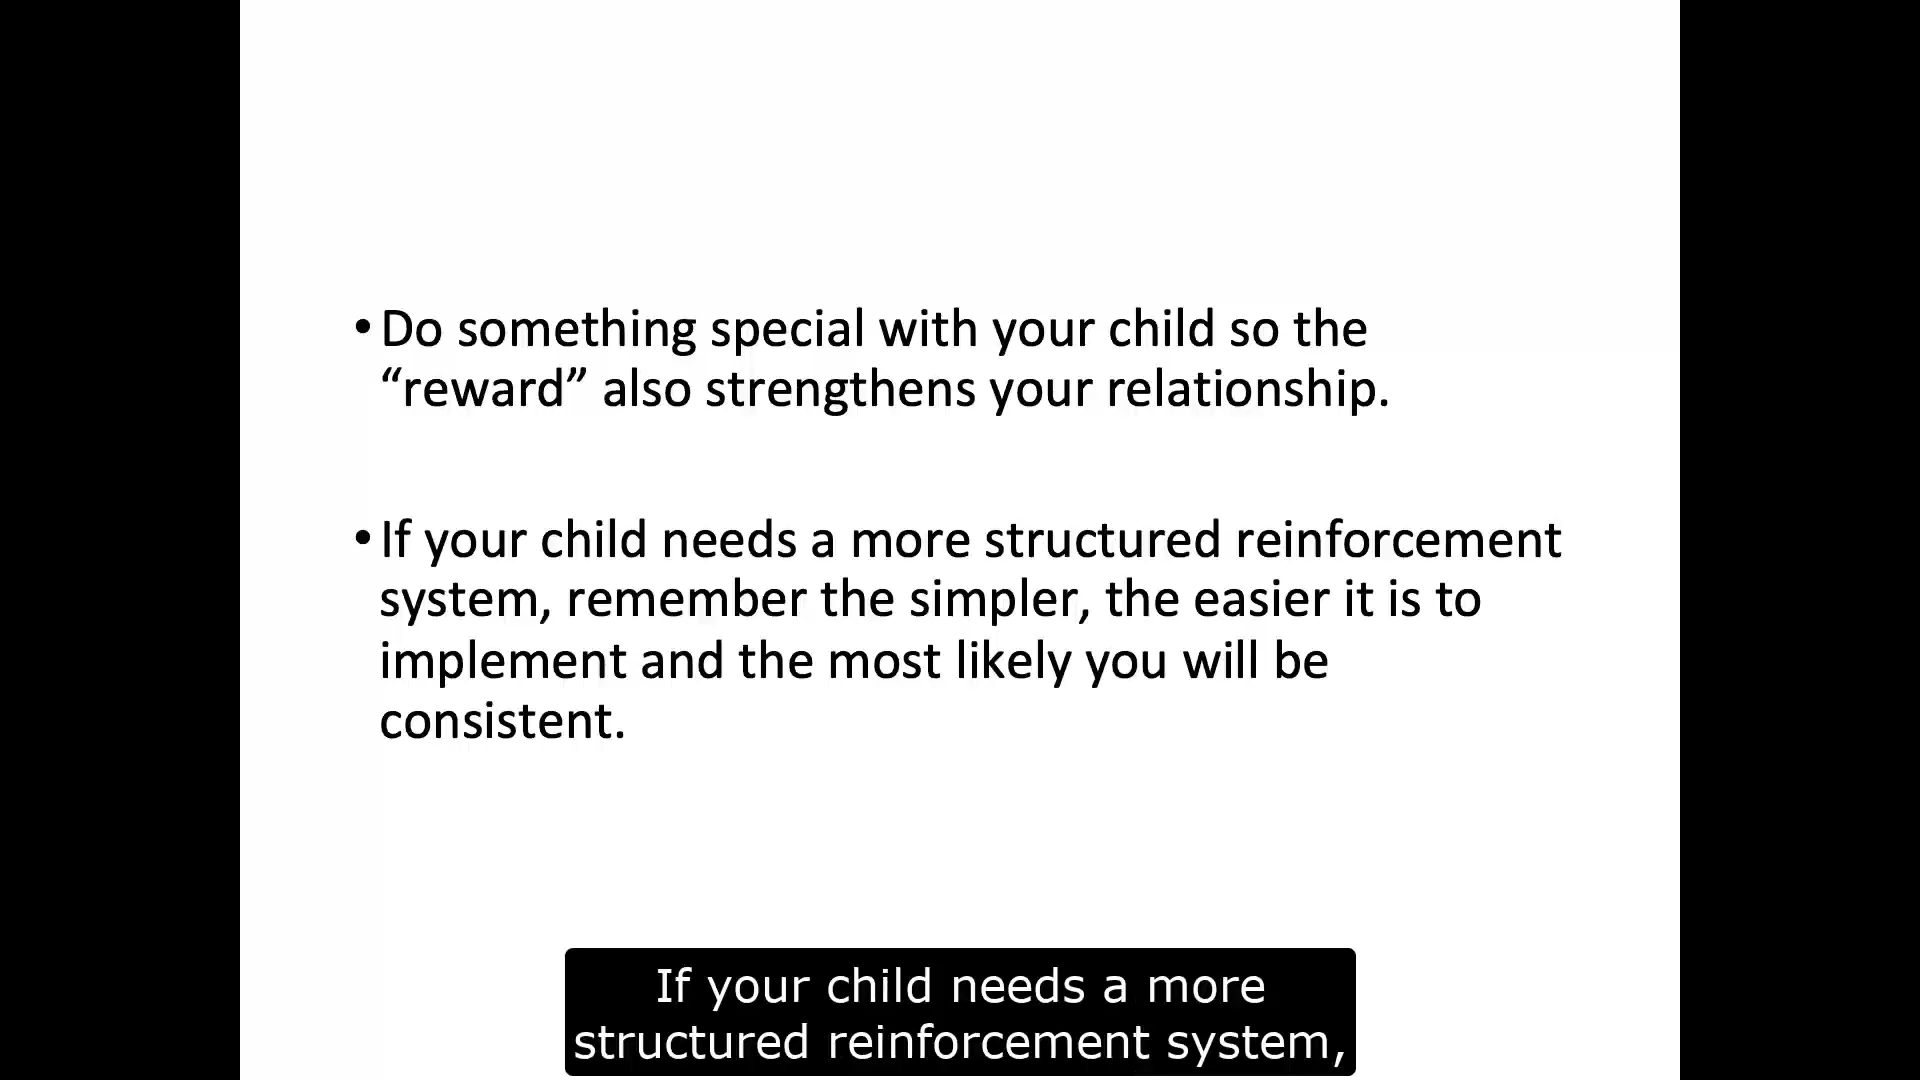 • Do something special with your child so the
“reward” also strengthens your relationship.
• If your child needs a more structured reinforcement
system, remember the simpler, the easier it is to
implement and the most likely you will be
consistent.
If your child needs a more
structured reinforcement system,